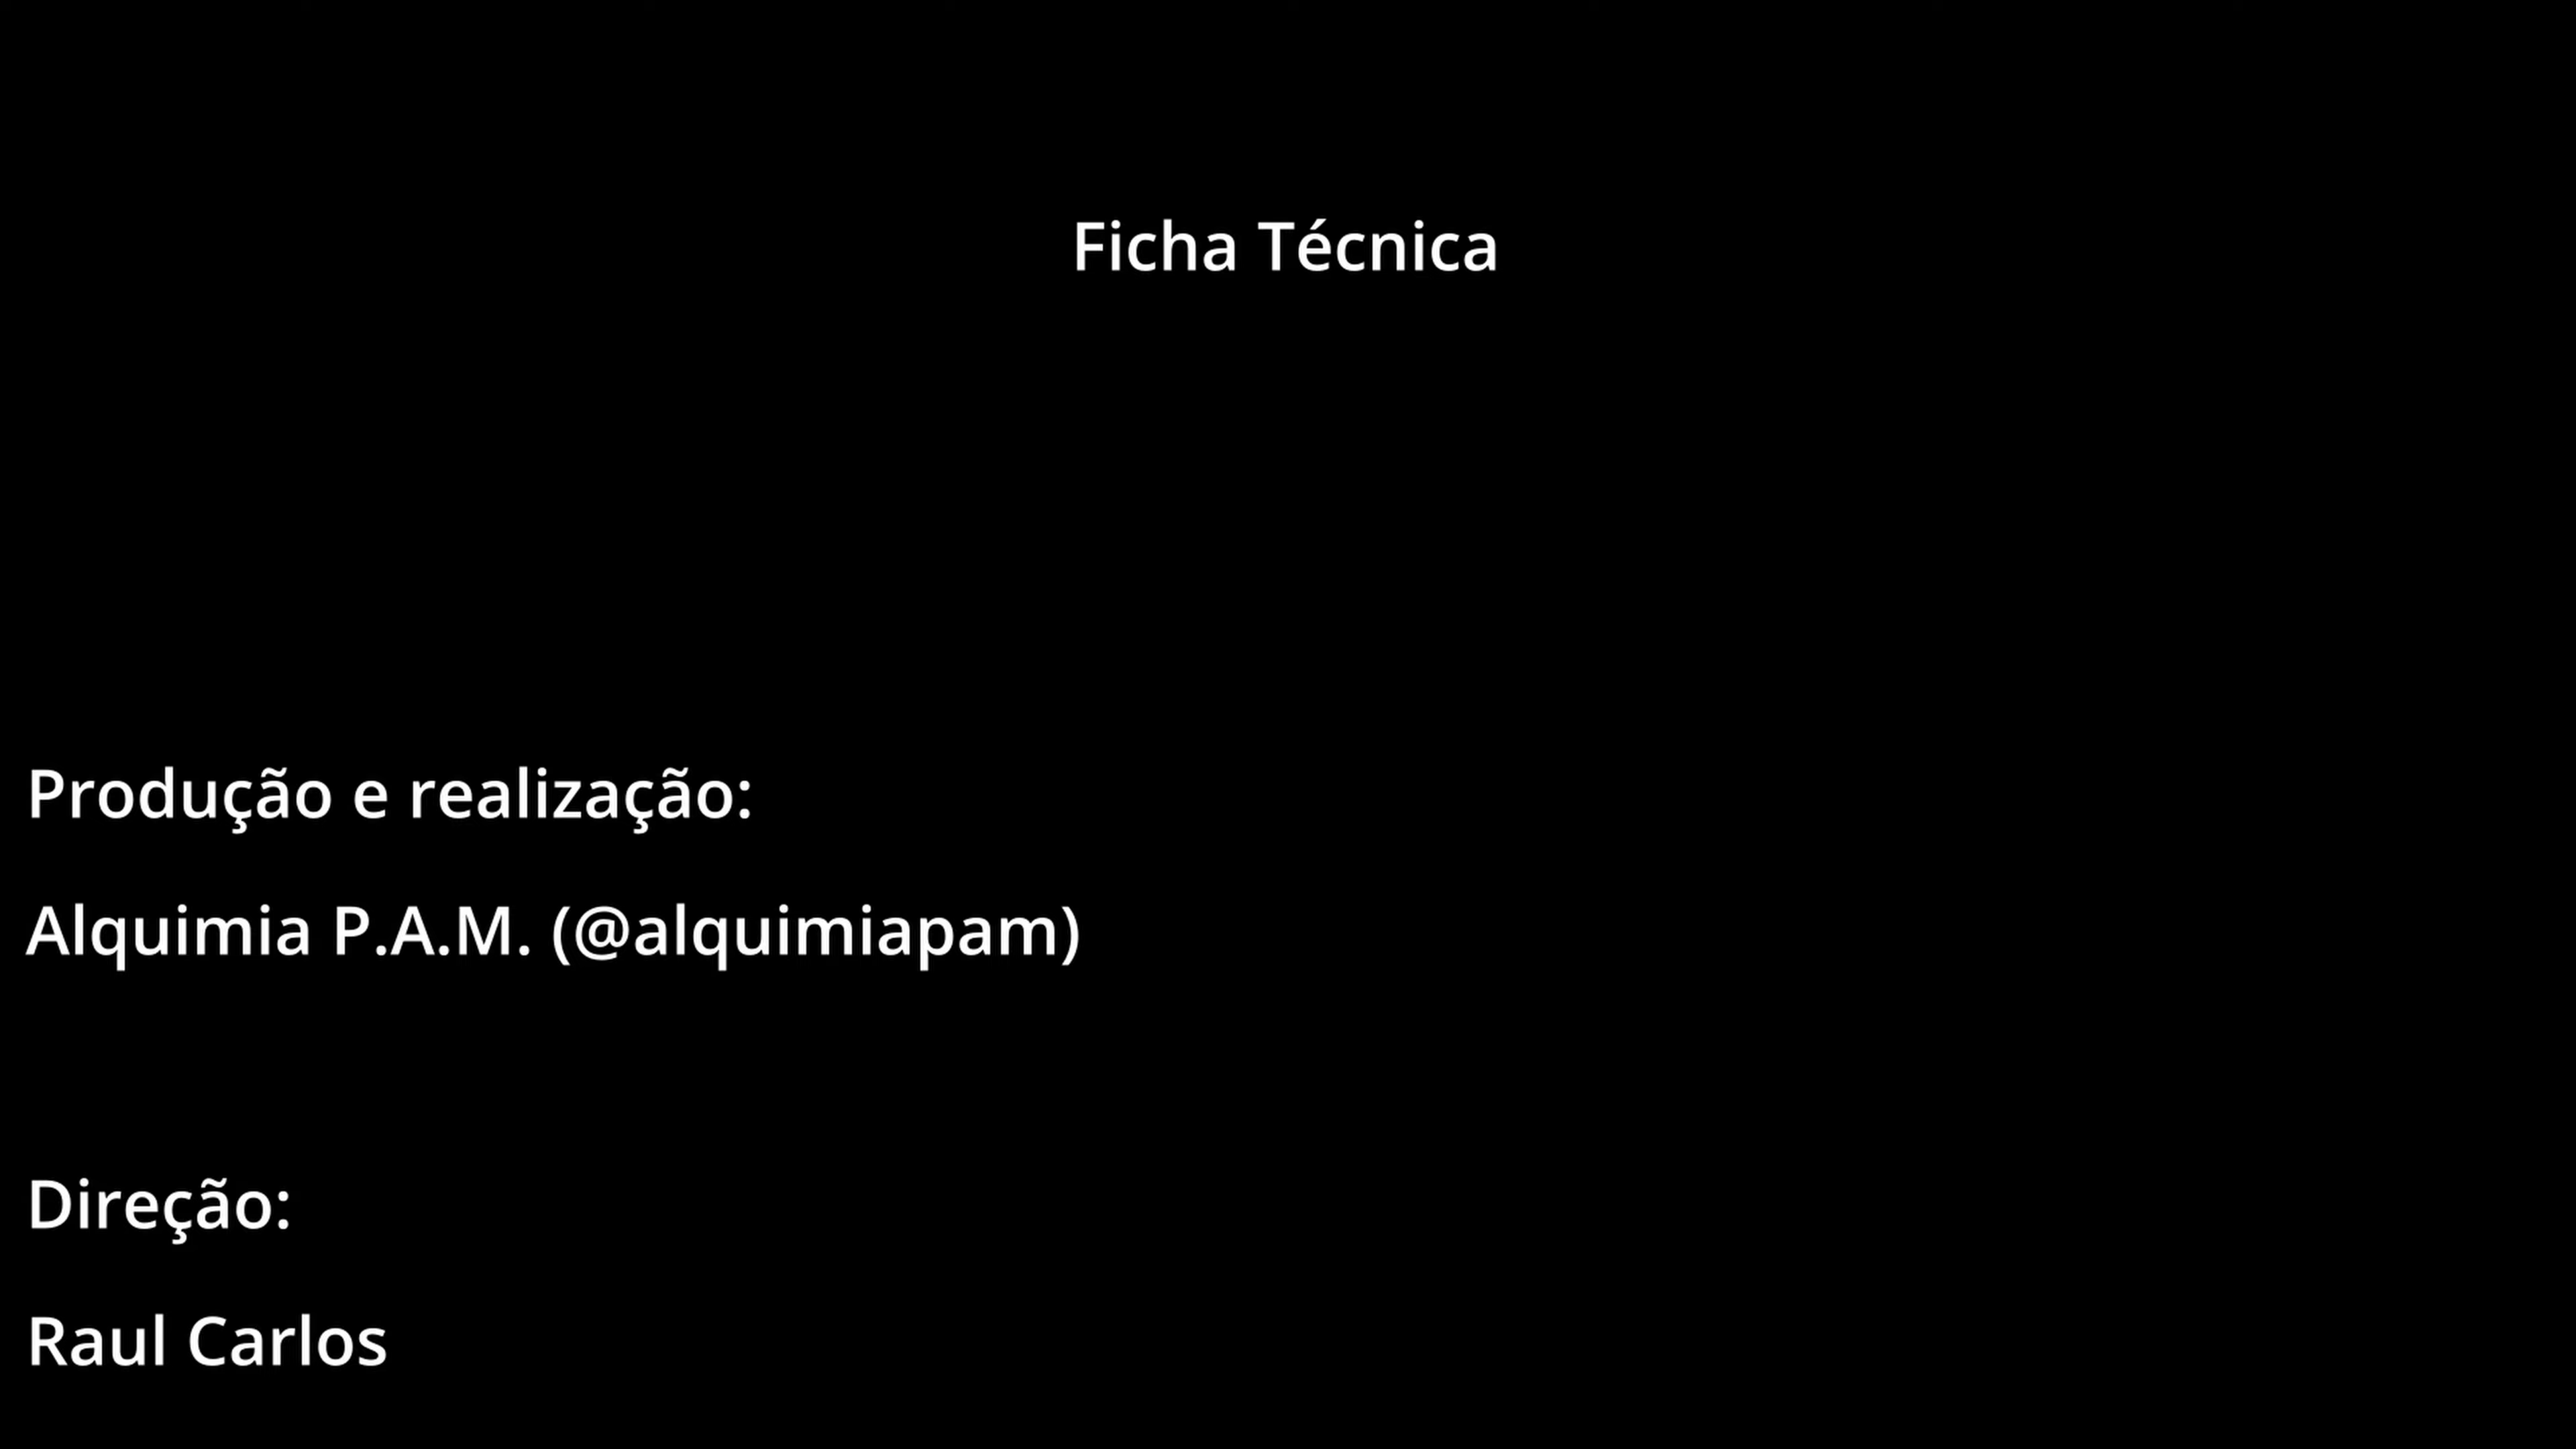 Ficha Técnica
Produção e realização:
Alquimia P.A.M. (@alquimiapam)
Direção:
Raul Carlos